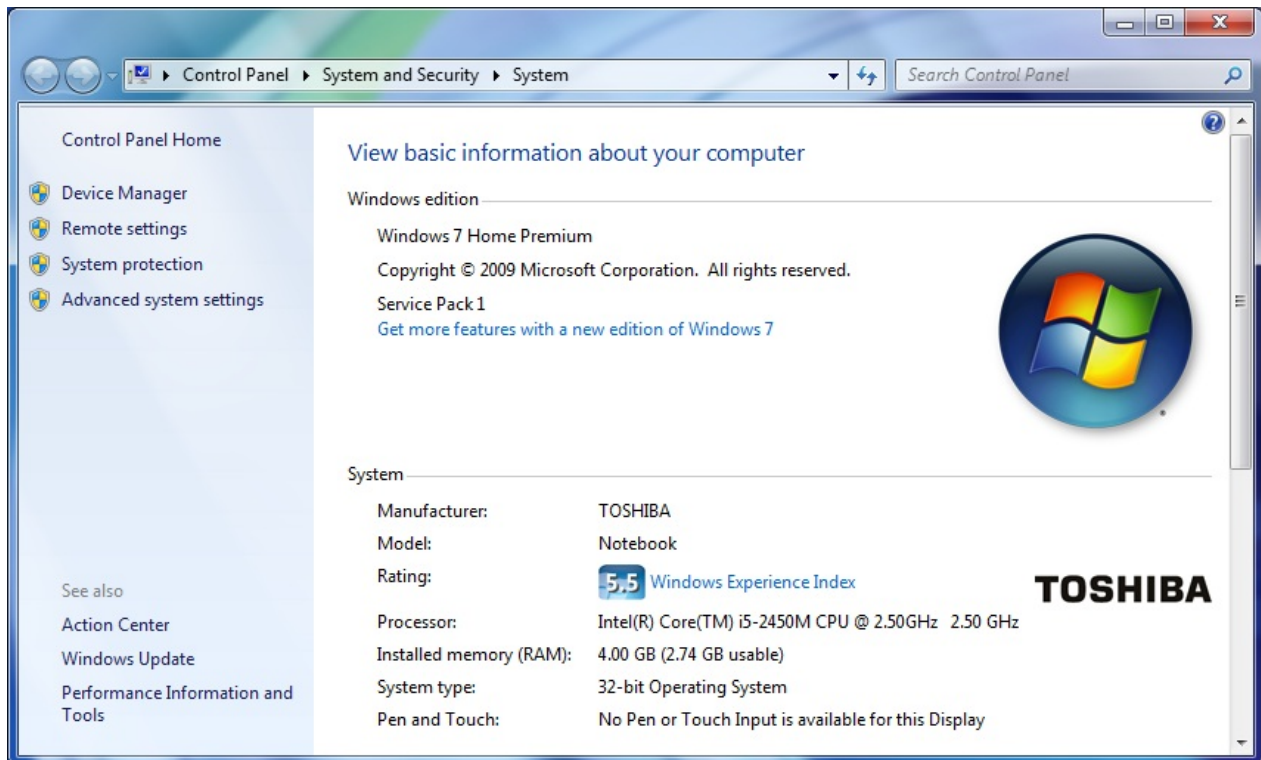 Control Panel ▸ System and Security ▸ System
Search Control Panel
Control Panel Home
Device Manager
Remote settings
System protection
Advanced system settings
See also
Action Center
Windows Update
Performance Information and
Tools
View basic information about your computer
Windows edition
Windows 7 Home Premium
Copyright © 2009 Microsoft Corporation. All rights reserved.
Service Pack 1
Get more features with a new edition of Windows 7
System
Manufacturer: TOSHIBA
Model: Notebook
Rating: 5,5 Windows Experience Index
TOSHIBA
Processor: Intel(R) Core(TM) i5-2450M CPU @ 2.50GHz 2.50 GHz
Installed memory (RAM): 4.00 GB (2.74 GB usable)
System type: 32-bit Operating System
Pen and Touch: No Pen or Touch Input is available for this Display